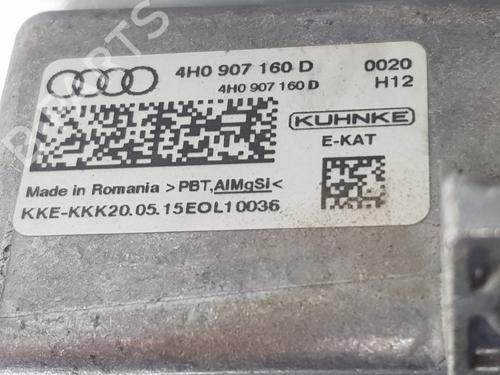 4H0 907 160 D 0020
4H0 907 160 D H12
KUHNKE
E-KAT
Made in Romania >PBT,AlMgSi<
KKE-KKK20.05.15EOL10036
B-PARTS